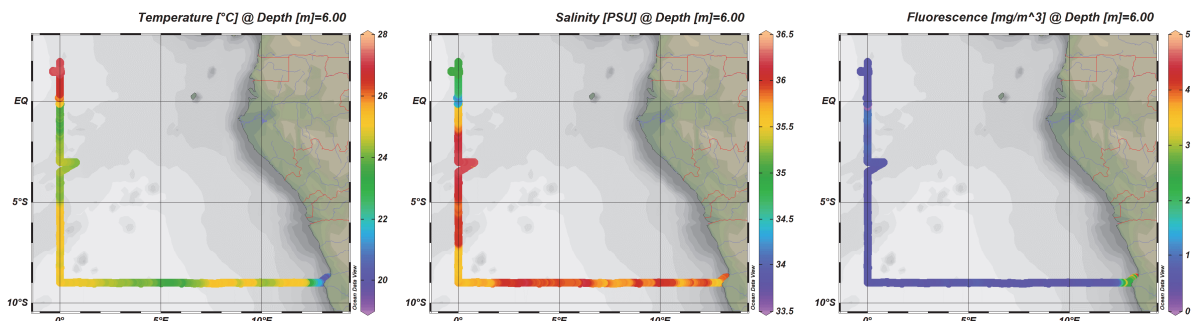 Temperature [°C] @ Depth [m]=6.00
EQ
5°S
10°S
0°
5°E
10°E
28
26
24
22
20
Ocean Data View
Salinity [PSU] @ Depth [m]=6.00
EQ
5°S
10°S
0°
5°E
10°E
36.5
36
35.5
35
34.5
34
33.5
Ocean Data View
Fluorescence [mg/m^3] @ Depth [m]=6.00
EQ
5°S
10°S
0°
5°E
10°E
5
4
3
2
1
0
Ocean Data View